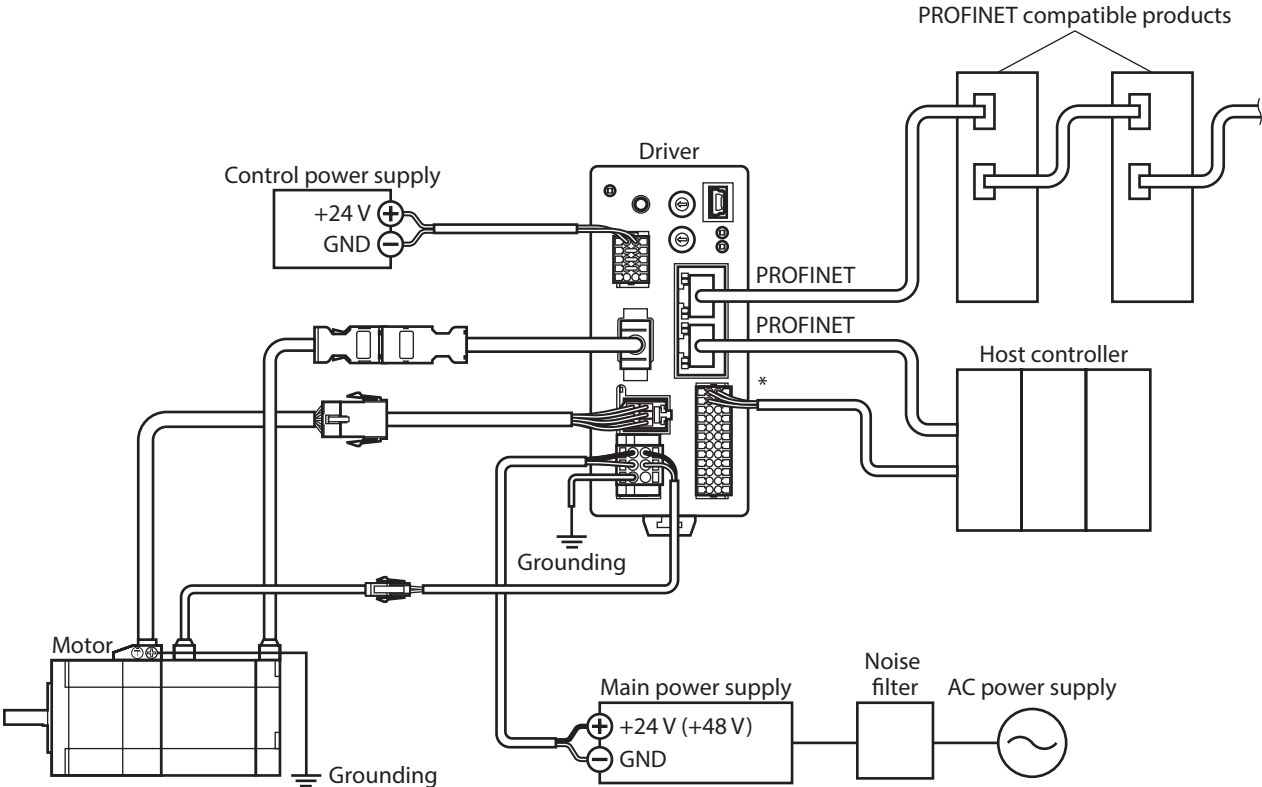 PROFINET compatible products
Driver
Control power supply
+24 V
GND
PROFINET
PROFINET
Host controller
*
Grounding
Motor
Noise
filter
Main power supply
AC power supply
+24 V (+48 V)
GND
Grounding